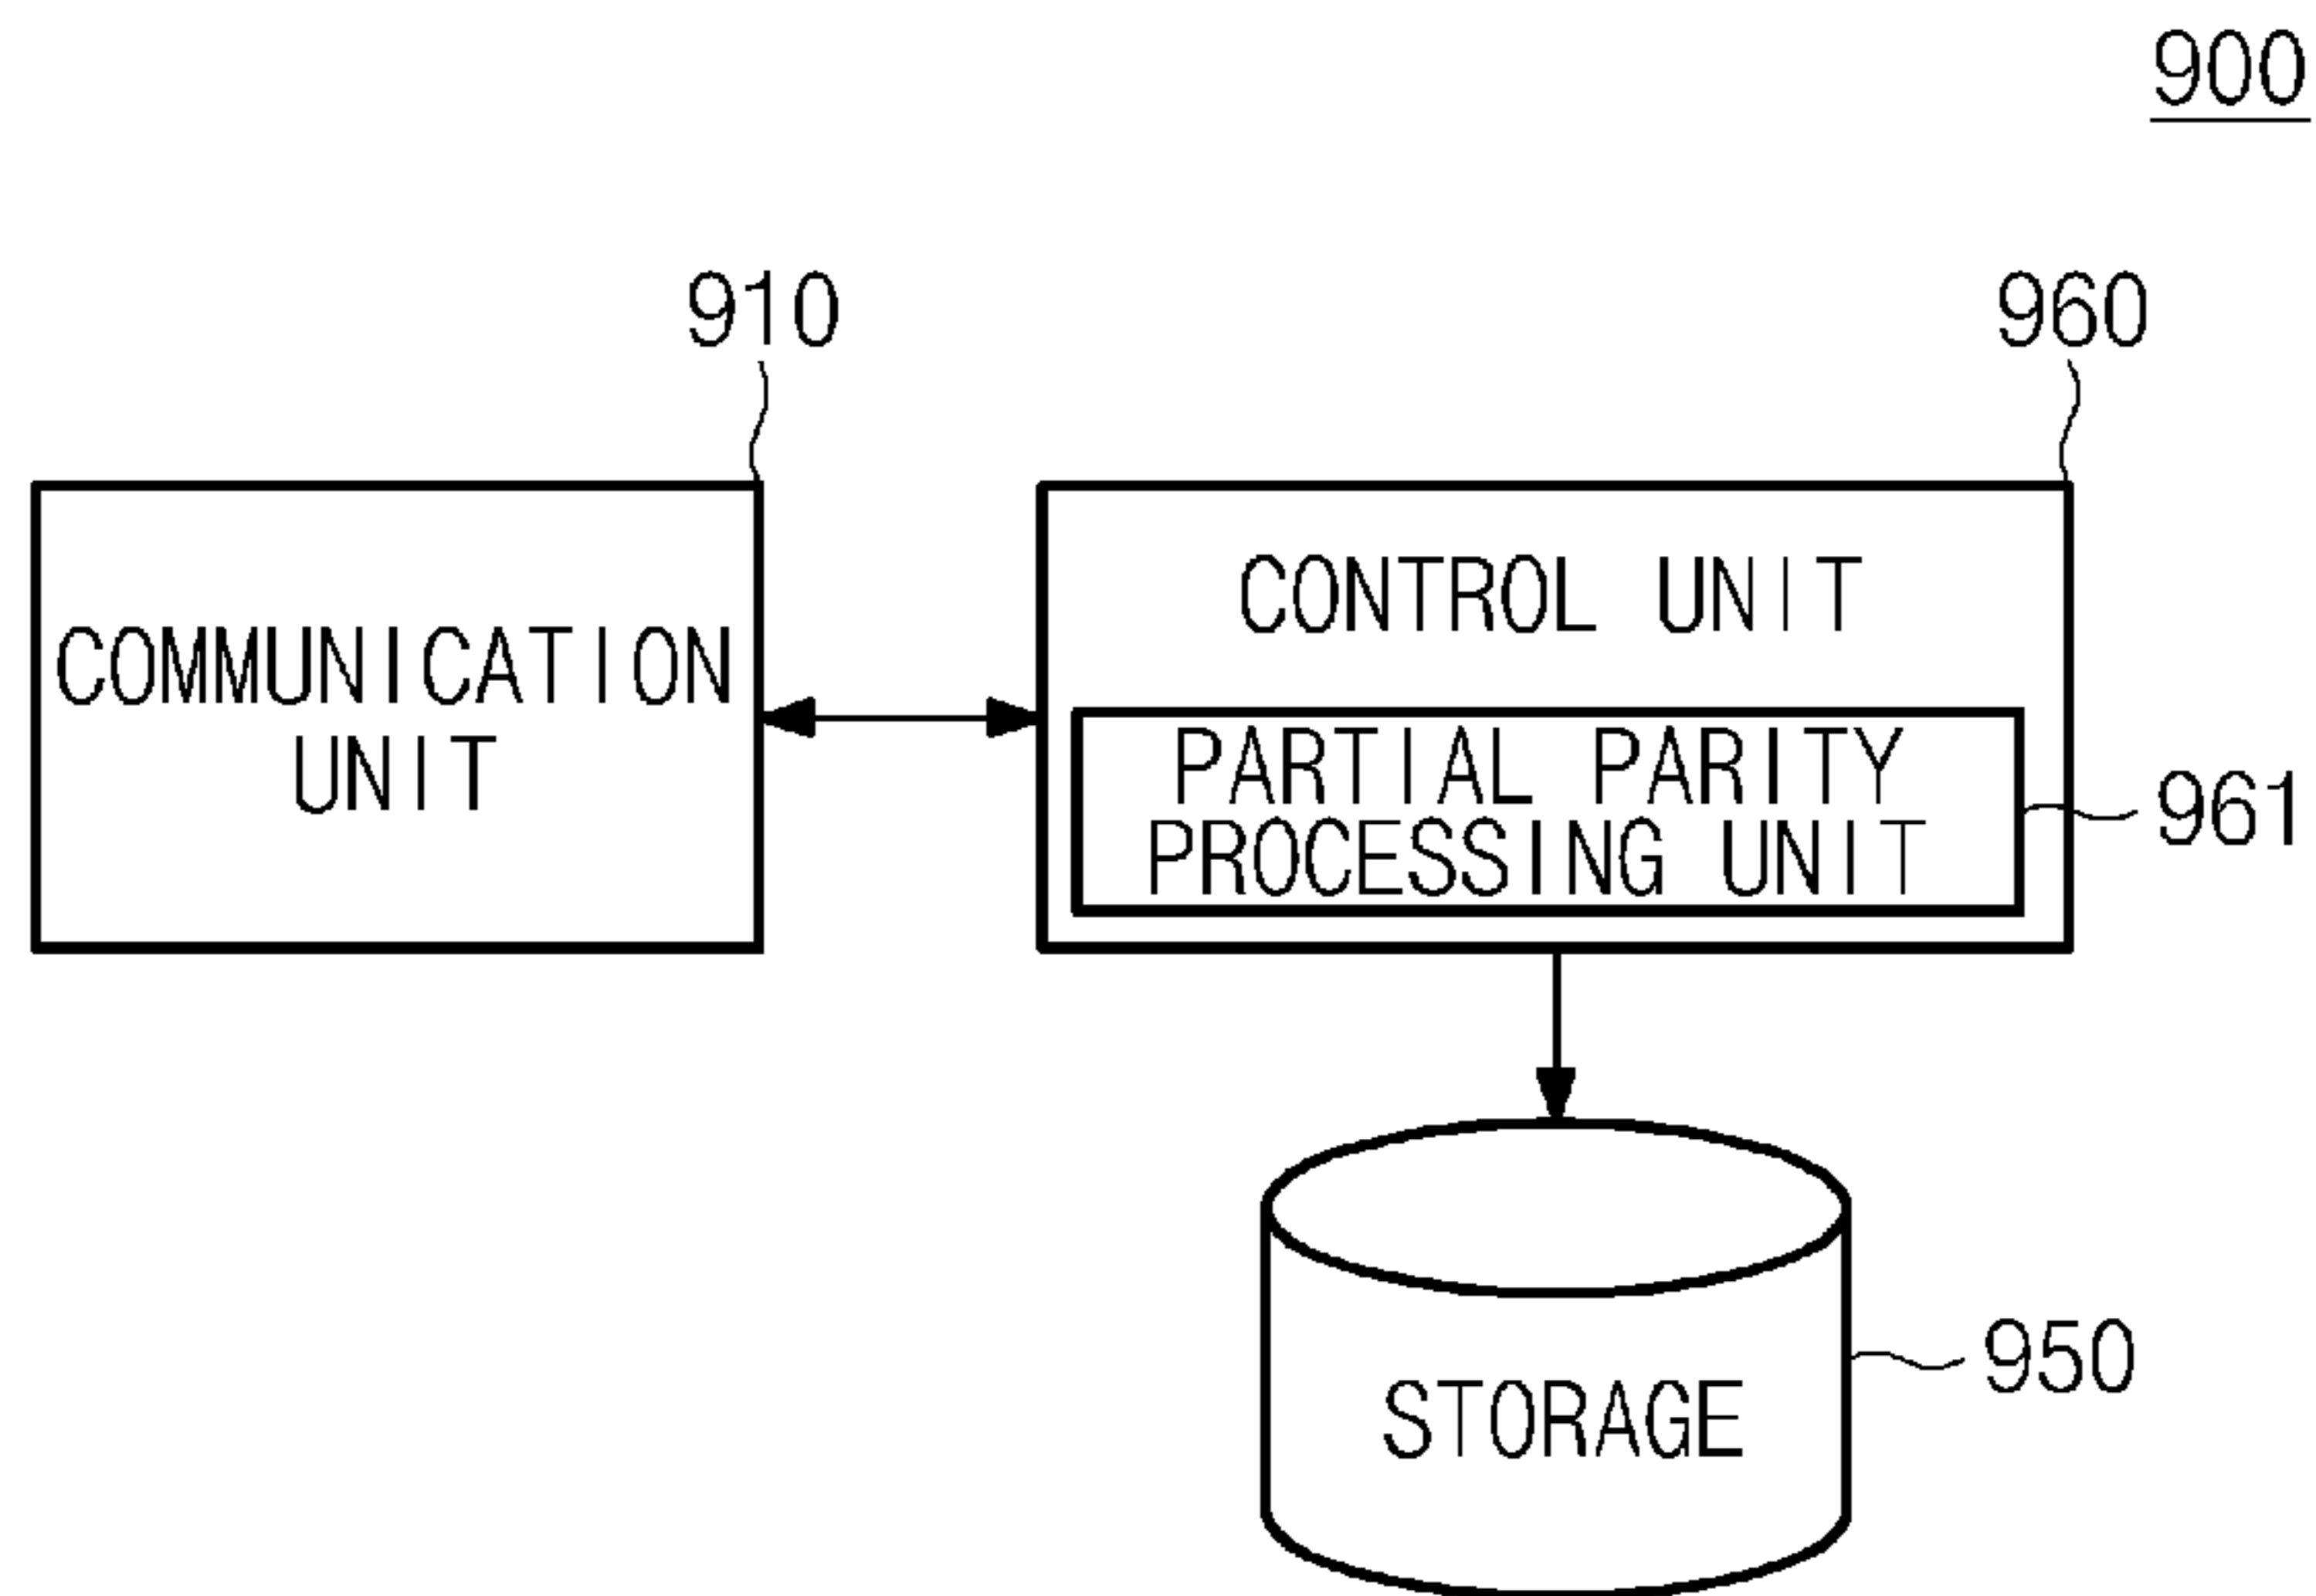 900
910
960
COMMUNICATION
UNIT
CONTROL UNIT
PARTIAL PARITY
PROCESSING UNIT
961
950
STORAGE